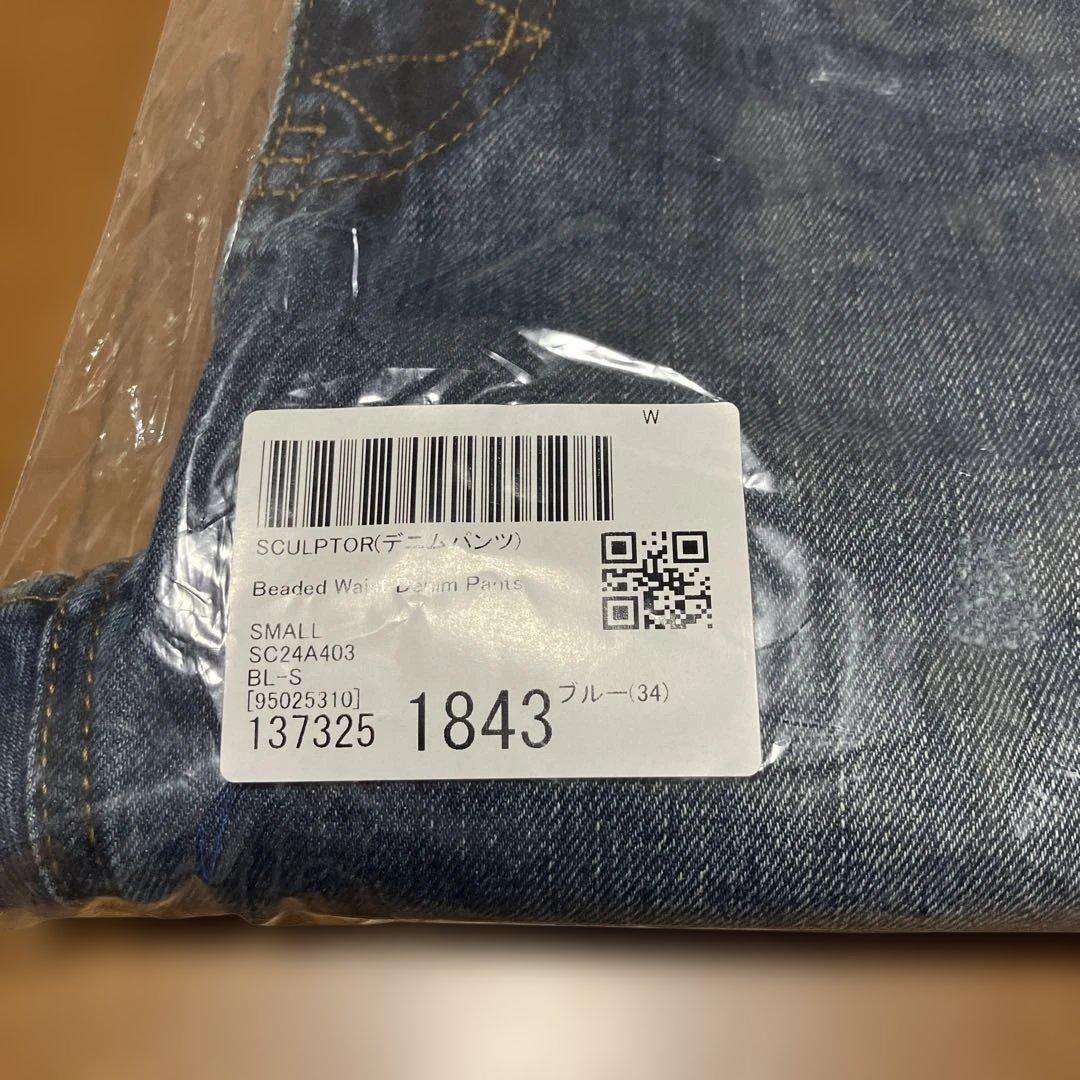 W
SCULPTOR(デニムパンツ)
Beaded Waist Denim Pants
SMALL
SC24A403
BL-S
[95025310]
ブルー(34)
137325 1843